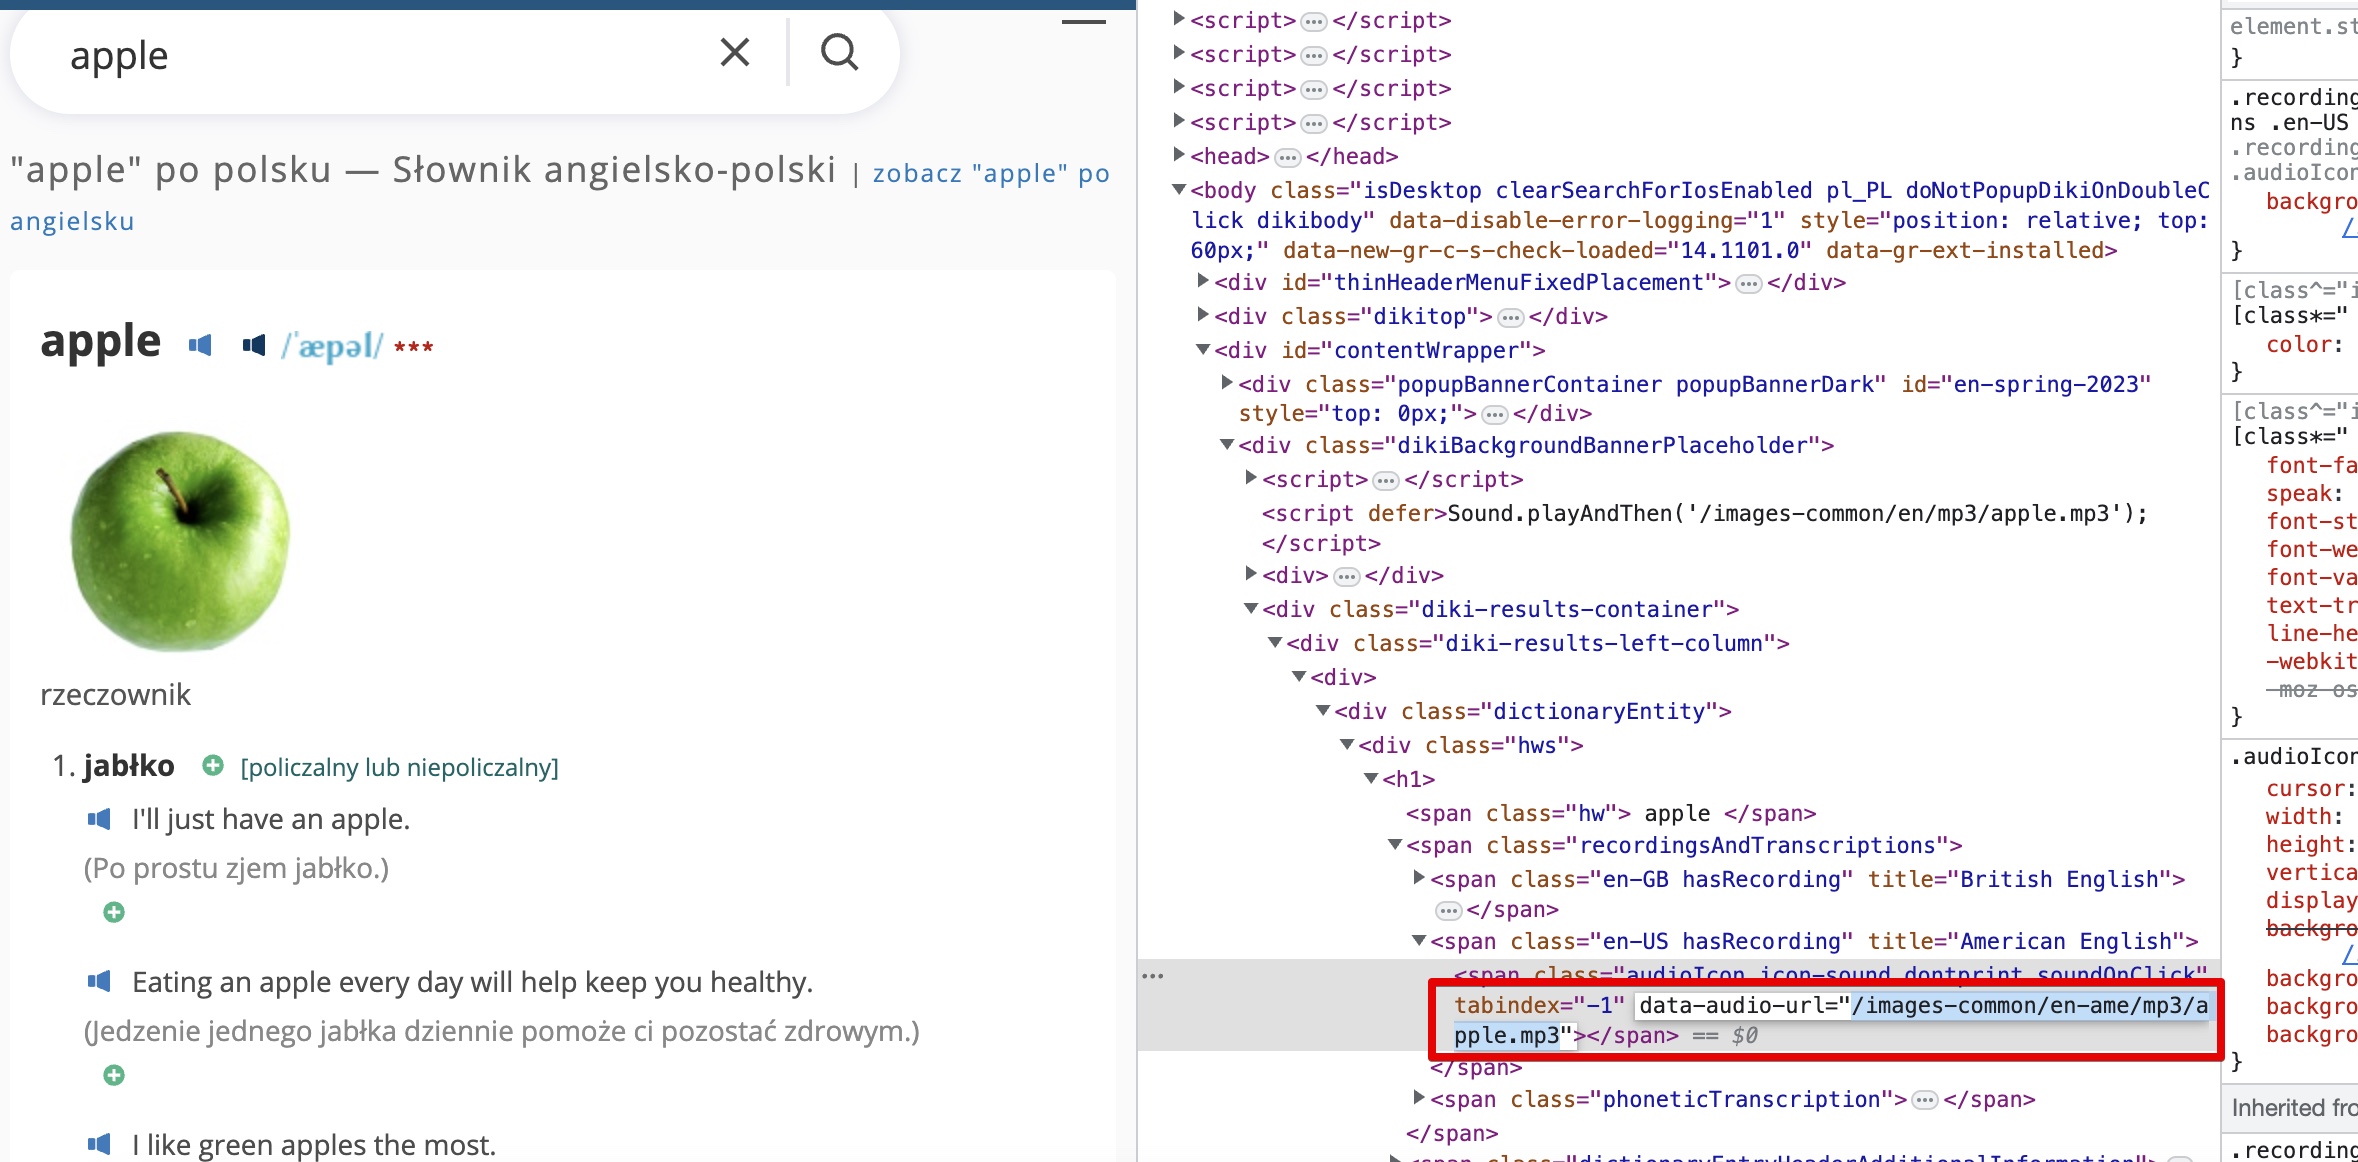 apple
"apple" po polsku — Słownik angielsko-polski | zobacz "apple" po
angielsku
apple /ˈæpəl/ ***
rzeczownik
1. jabłko [policzalny lub niepoliczalny]
I'll just have an apple.
(Po prostu zjem jabłko.)
Eating an apple every day will help keep you healthy.
(Jedzenie jednego jabłka dziennie pomoże ci pozostać zdrowym.)
I like green apples the most.
<script>…</script>
<script>…</script>
<script>…</script>
<script>…</script>
<head>…</head>
<body class="isDesktop clearSearchForIosEnabled pl_PL doNotPopupDikiOnDoubleC
lick dikibody" data-disable-error-logging="1" style="position: relative; top:
60px;" data-new-gr-c-s-check-loaded="14.1101.0" data-gr-ext-installed>
<div id="thinHeaderMenuFixedPlacement">…</div>
<div class="dikitop">…</div>
<div id="contentWrapper">
<div class="popupBannerContainer popupBannerDark" id="en-spring-2023"
style="top: 0px;">…</div>
<div class="dikiBackgroundBannerPlaceholder">
<script>…</script>
<script defer>Sound.playAndThen('/images-common/en/mp3/apple.mp3');
</script>
<div>…</div>
<div class="diki-results-container">
<div class="diki-results-left-column">
<div>
<div class="dictionaryEntity">
<div class="hws">
<h1>
<span class="hw"> apple </span>
<span class="recordingsAndTranscriptions">
<span class="en-GB hasRecording" title="British English">
…</span>
<span class="en-US hasRecording" title="American English">
<span class="audioIcon icon-sound dontprint soundOnClick"
tabindex="-1" data-audio-url="/images-common/en-ame/mp3/a
pple.mp3"></span> == $0
</span>
<span class="phoneticTranscription">…</span>
</span>
<span class="dictionaryEntryHeaderAdditionalInformation">
element.st
}
.recording
ns .en-US
.recording
.audioIcon
backgro
/
}
[class^="i
[class*="
color:
}
[class^="i
[class*="
font-fa
speak:
font-st
font-we
font-va
text-tr
line-he
-webkit
-moz-os
}
.audioIcon
cursor:
width:
height:
vertica
display
backgro
/
backgro
backgro
backgro
}
Inherited fro
.recording